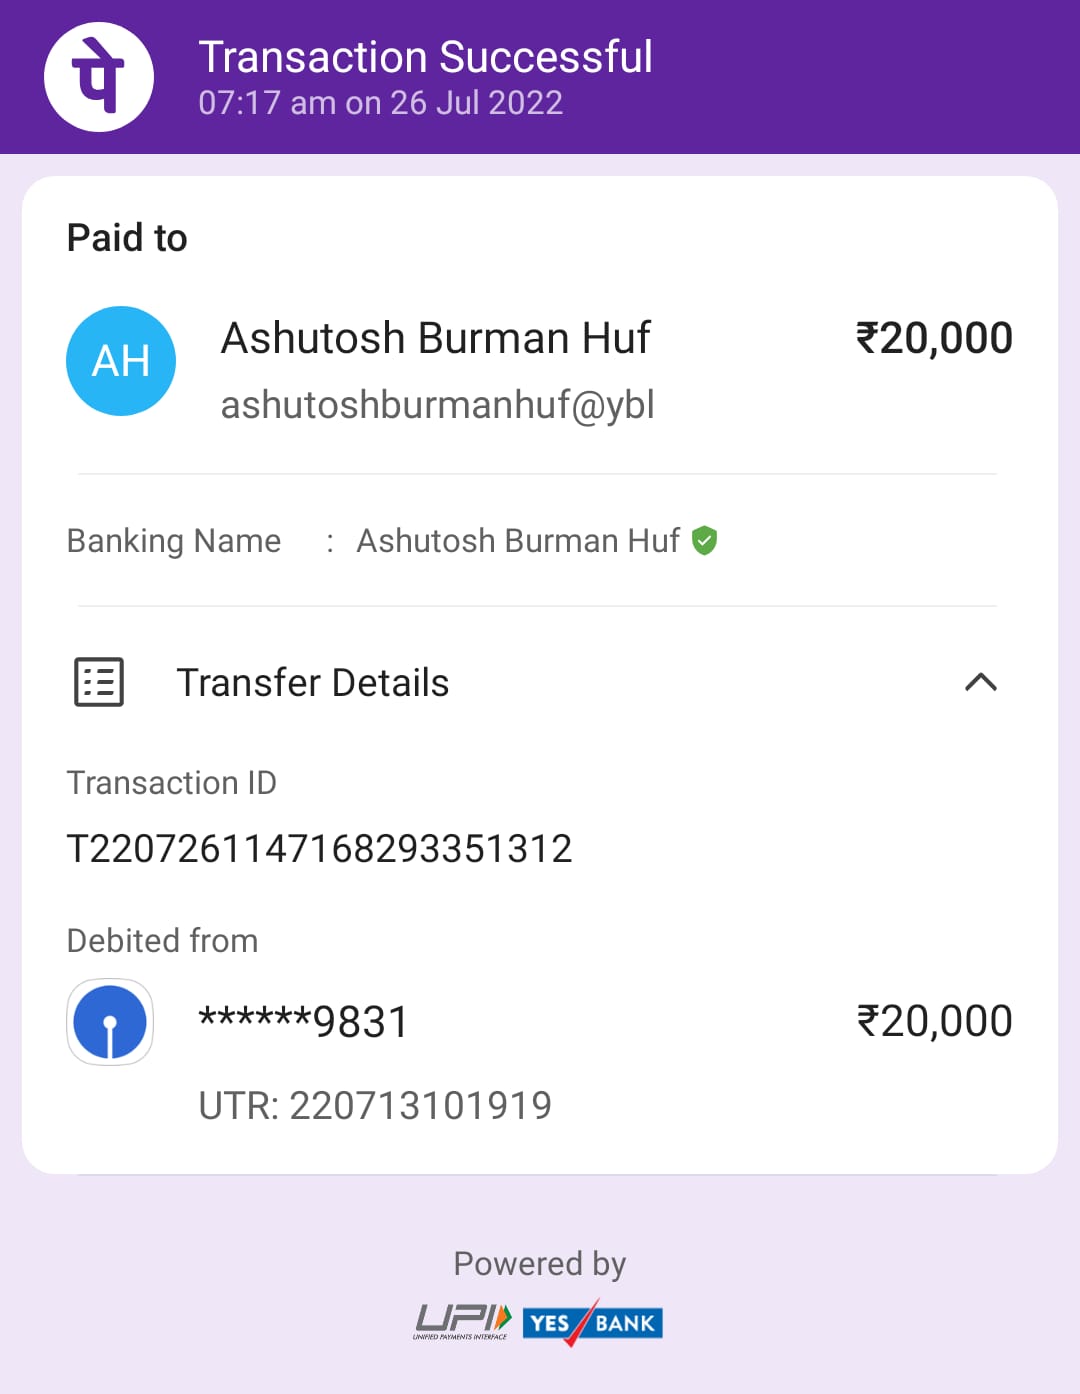 पे
Transaction Successful
07:17 am on 26 Jul 2022
Paid to
AH
Ashutosh Burman Huf
₹20,000
ashutoshburmanhuf@ybl
Banking Name : Ashutosh Burman Huf
Transfer Details
Transaction ID
T2207261147168293351312
Debited from
******9831
₹20,000
UTR: 220713101919
Powered by
UPI
UNIFIED PAYMENTS INTERFACE
YES BANK